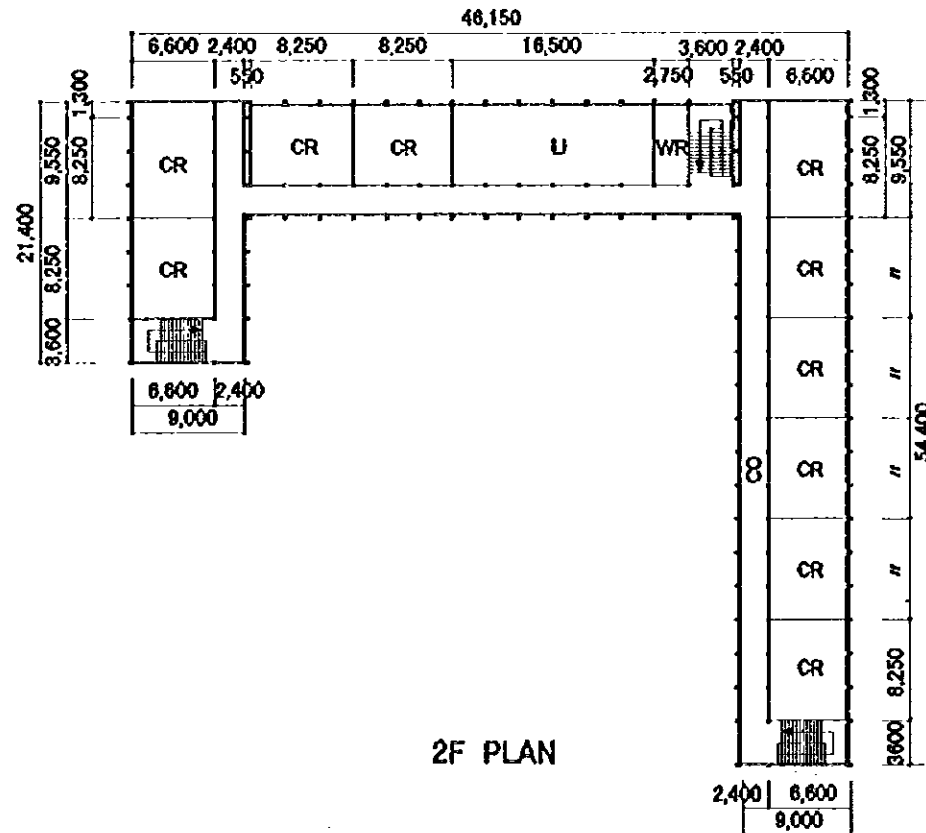 46,150
6,600 2,400 8,250 8,250 16,500 3,600 2,400
550 2,750 550 6,600
1,300 1,300
9,550 8,250 8,250 9,550
CR CR CR LI WR CR
21,400
8,250 CR CR 〃
3,600 CR 〃
6,600 2,400
9,000
54,400
CO CR 〃
CR 〃
CR 8,250
2F PLAN 3600
2,400 6,600
9,000